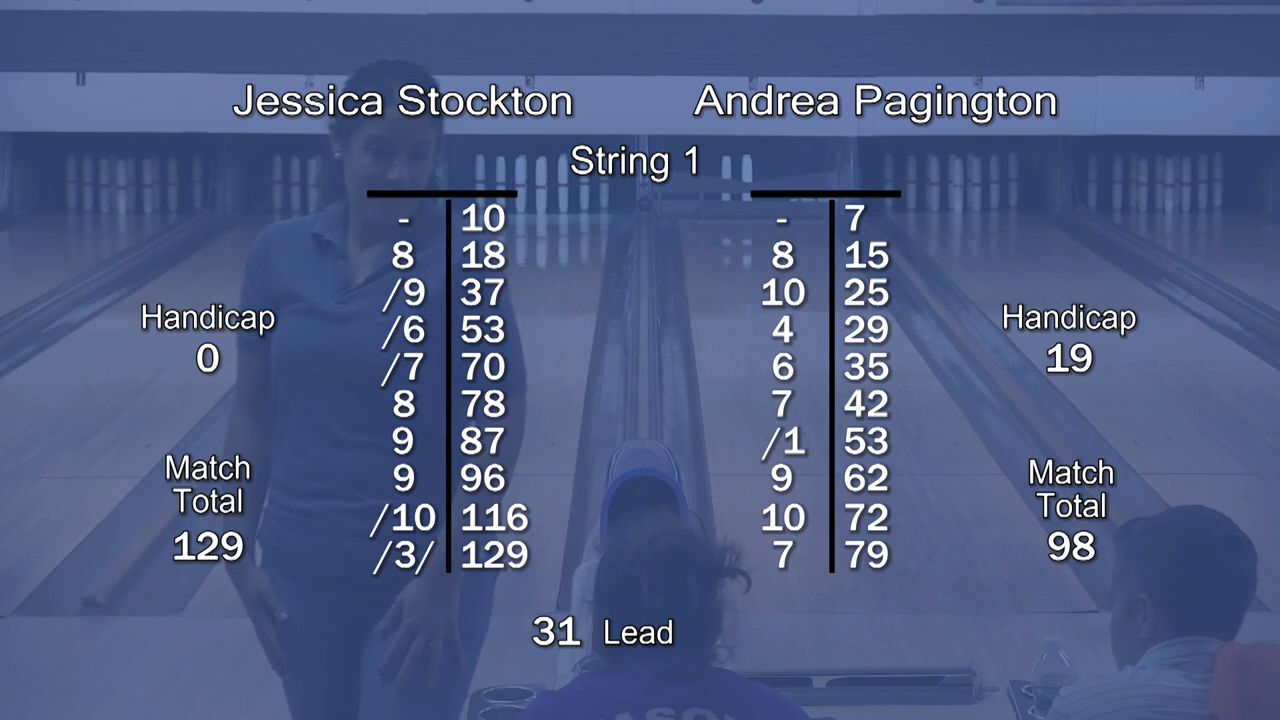 Jessica Stockton
Andrea Pagington
String 1
- 10
8 18
/9 37
/6 53
/7 70
8 78
9 87
9 96
/10 116
/3/ 129
Handicap
0
Match
Total
129
- 7
8 15
10 25
4 29
6 35
7 42
/1 53
9 62
10 72
7 79
Handicap
19
Match
Total
98
31 Lead